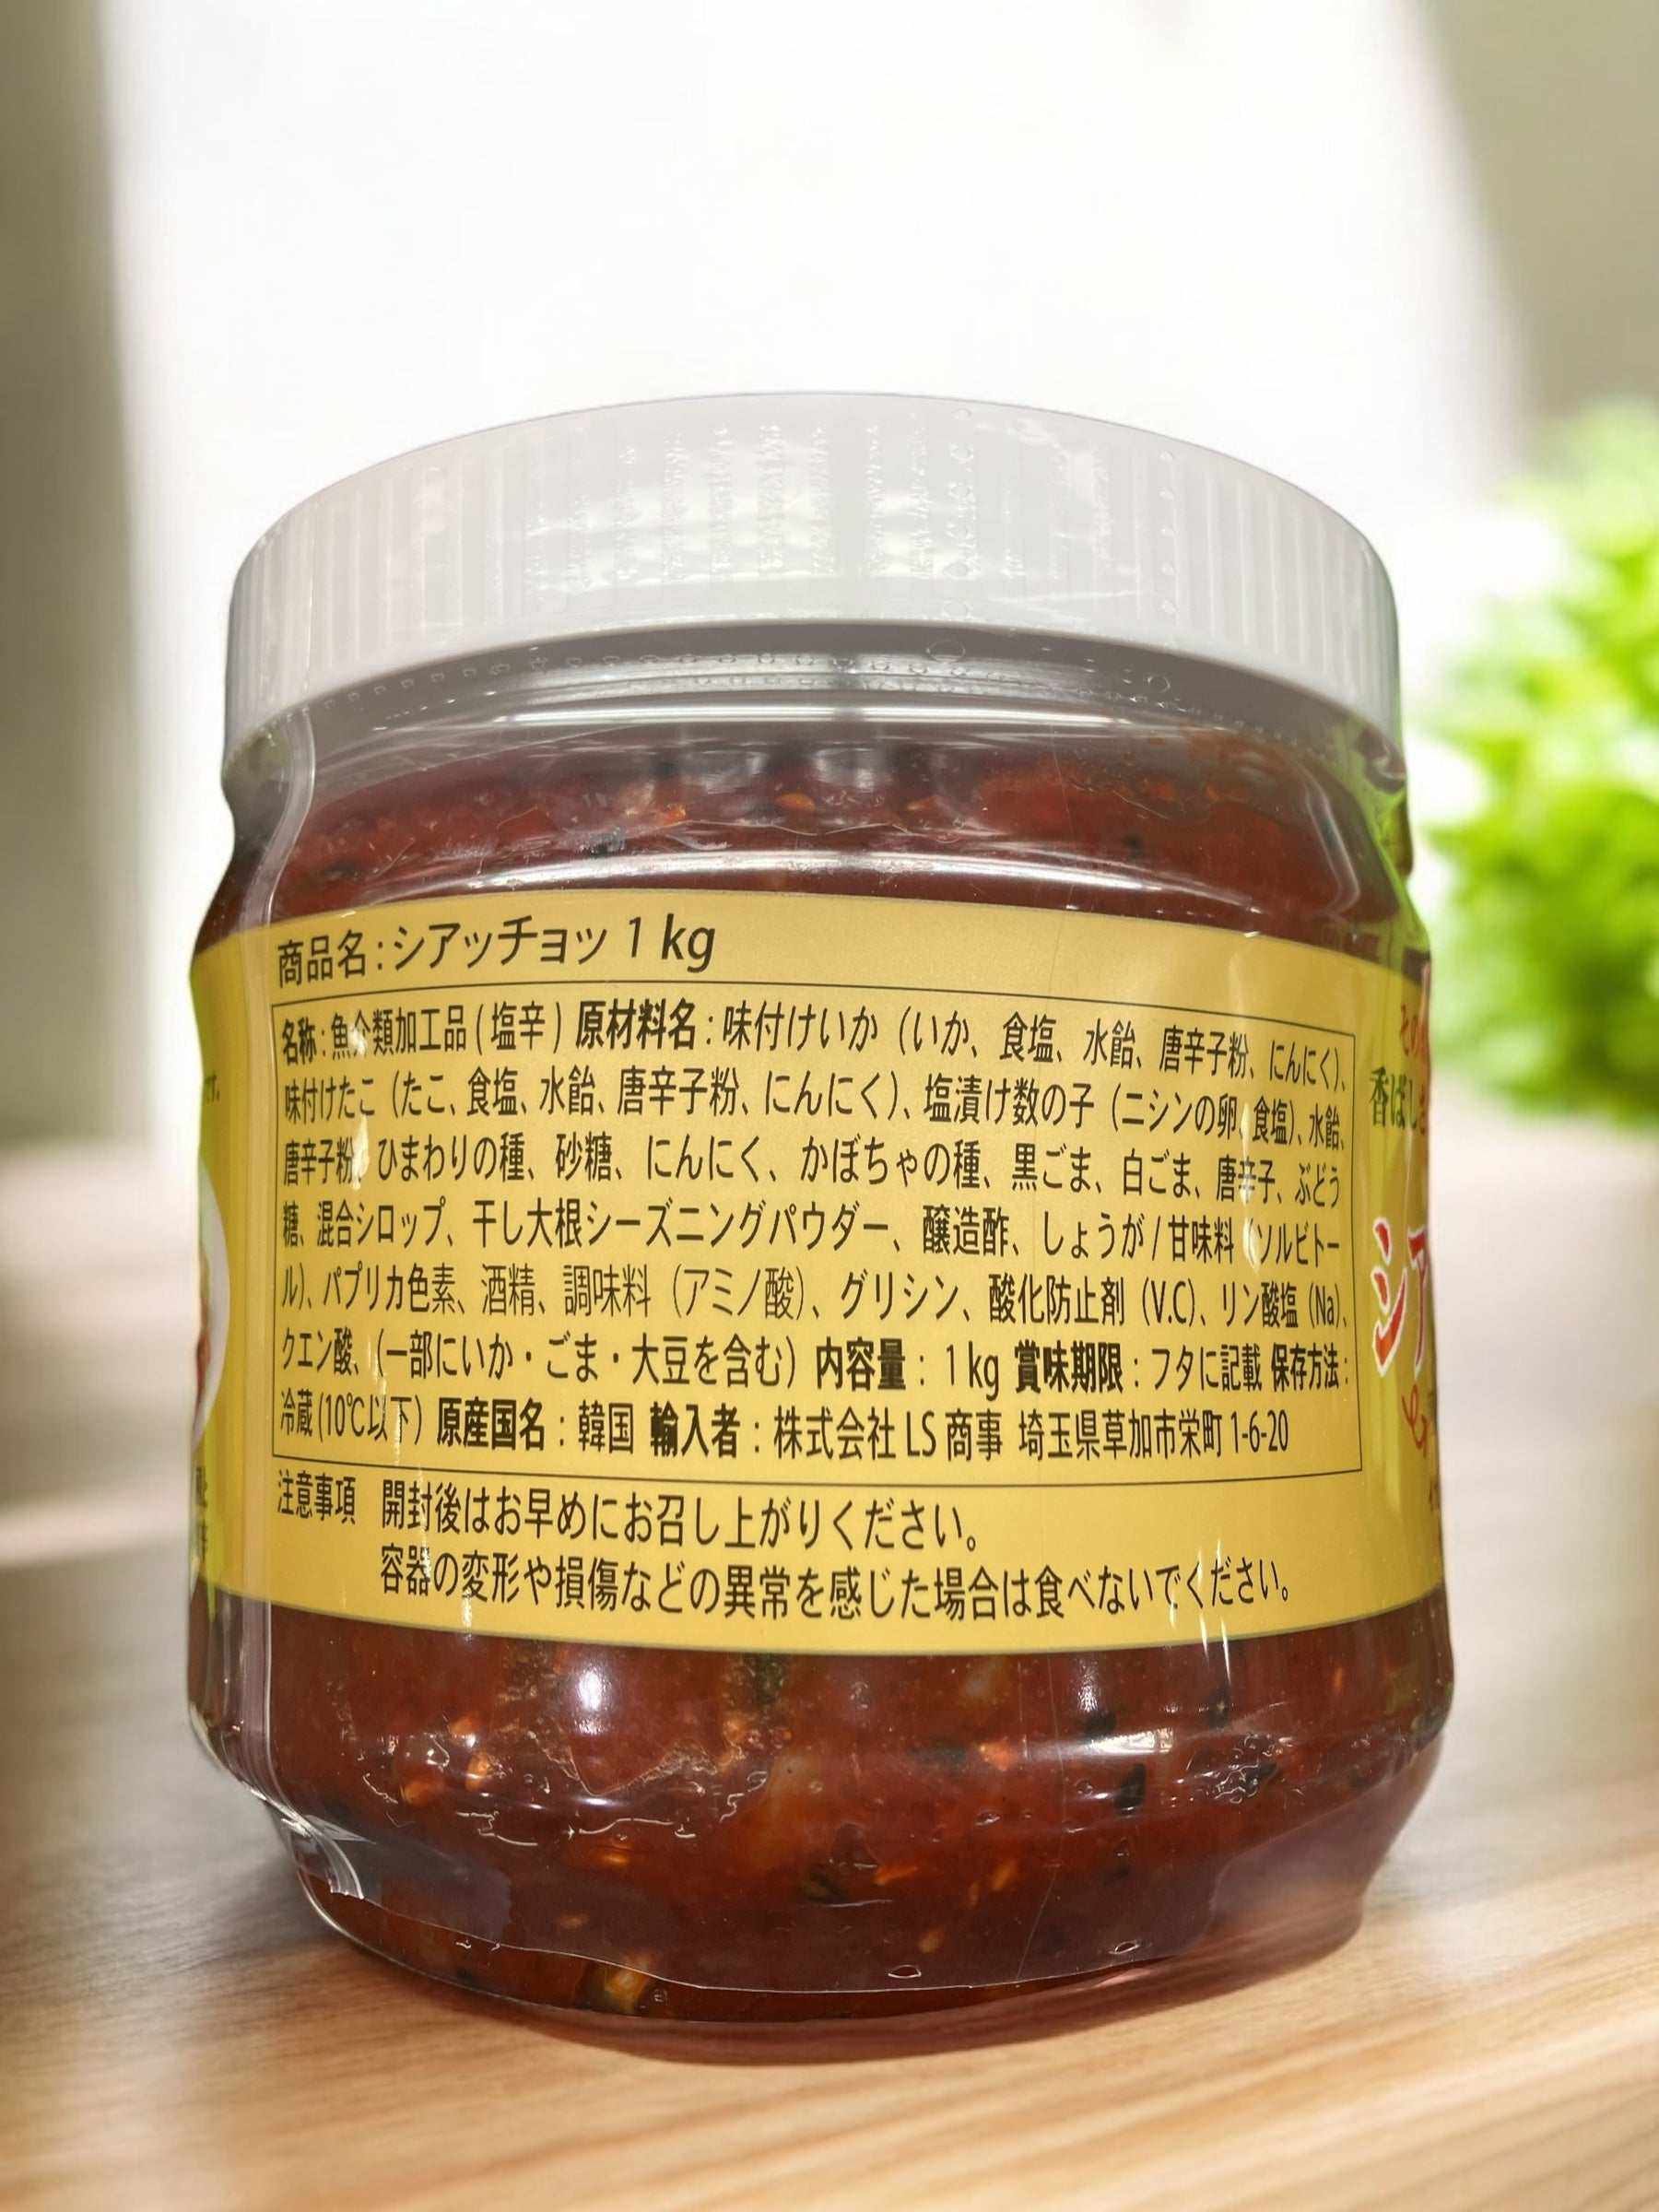 商品名：シアッチョッ 1 kg
名称：魚介類加工品(塩辛) 原材料名：味付けいか（いか、食塩、水飴、唐辛子粉、にんにく）、
味付けたこ（たこ、食塩、水飴、唐辛子粉、にんにく）、塩漬け数の子（ニシンの卵、食塩）、水飴、
唐辛子粉、ひまわりの種、砂糖、にんにく、かぼちゃの種、黒ごま、白ごま、唐辛子、ぶどう
糖、混合シロップ、干し大根シーズニングパウダー、醸造酢、しょうが/甘味料（ソルビトー
ル）、パプリカ色素、酒精、調味料（アミノ酸）、グリシン、酸化防止剤（V.C）、リン酸塩（Na）、
クエン酸、（一部にいか・ごま・大豆を含む）内容量：1kg 賞味期限：フタに記載 保存方法：
冷蔵(10℃以下) 原産国名：韓国 輸入者：株式会社 LS 商事 埼玉県草加市栄町 1-6-20
注意事項 開封後はお早めにお召し上がりください。
容器の変形や損傷などの異常を感じた場合は食べないでください。
香ばし
シア